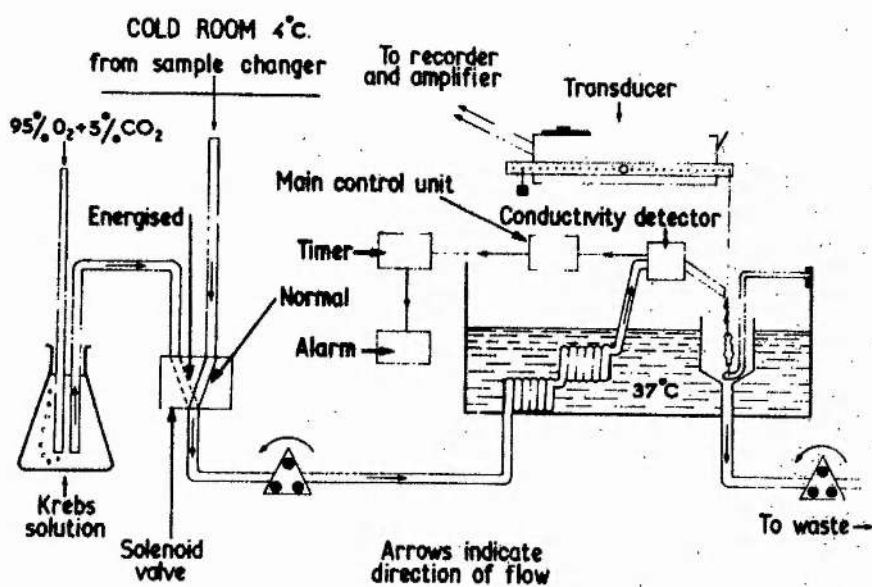 COLD ROOM 4°C.
from sample changer
To recorder
and amplifier
Transducer
95% O₂ + 5% CO₂
Main control unit
Energised
Conductivity detector
Timer
Normal
Alarm
37°C
Krebs
solution
Solenoid
valve
Arrows indicate
direction of flow
To waste